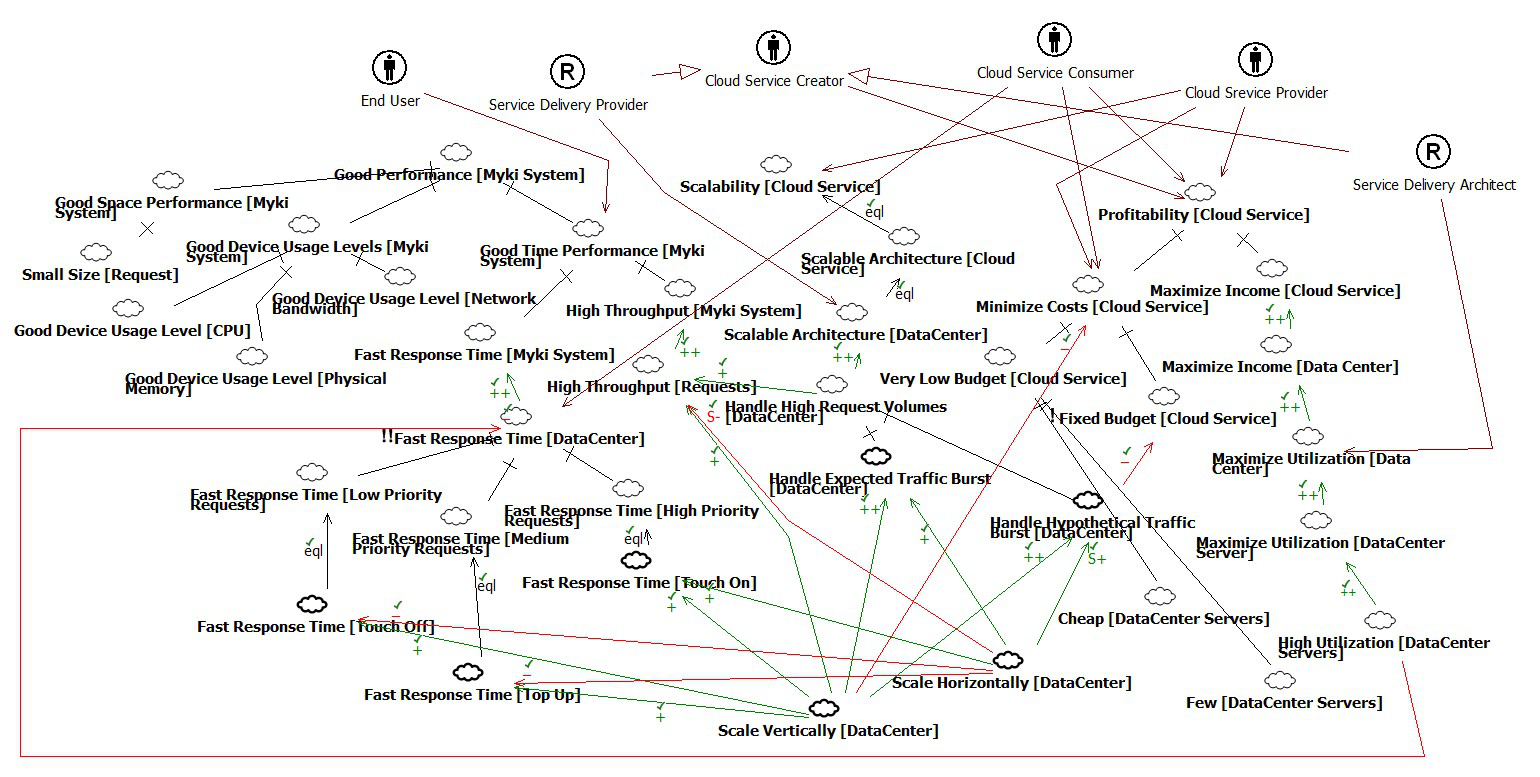 R
End User
Service Delivery Provider
Cloud Service Creator
Cloud Service Consumer
Cloud Srevice Provider
R
Service Delivery Architect
Good Performance [Myki System]
Scalability [Cloud Service]
eql
Profitability [Cloud Service]
Good Space Performance [Myki
System]
Good Device Usage Levels [Myki
System]
Good Time Performance [Myki
System]
Scalable Architecture [Cloud
Service]
eql
Small Size [Request]
Good Device Usage Level [Network
Bandwidth]
High Throughput [Myki System]
++
Minimize Costs [Cloud Service]
-
Maximize Income [Cloud Service]
++
Good Device Usage Level [CPU]
Scalable Architecture [DataCenter]
++
Fast Response Time [Myki System]
++
Good Device Usage Level [Physical
Memory]
High Throughput [Requests]
+
Very Low Budget [Cloud Service]
Maximize Income [Data Center]
++
S-
Handle High Request Volumes
[DataCenter]
!
Fixed Budget [Cloud Service]
-
!!
Fast Response Time [DataCenter]
+
Maximize Utilization [Data
Center]
++
Handle Expected Traffic Burst
[DataCenter]
++
+
Fast Response Time [Low Priority
Requests]
Fast Response Time [High Priority
Requests]
Fast Response Time [Medium
Priority Requests]
eql
eql
eql
Handle Hypothetical Traffic
Burst [DataCenter]
++
S+
Maximize Utilization [DataCenter
Server]
++
Fast Response Time [Touch On]
+
+
Cheap [DataCenter Servers]
Fast Response Time [Touch Off]
-
+
High Utilization [DataCenter
Servers]
Fast Response Time [Top Up]
-
+
Scale Horizontally [DataCenter]
Few [DataCenter Servers]
Scale Vertically [DataCenter]